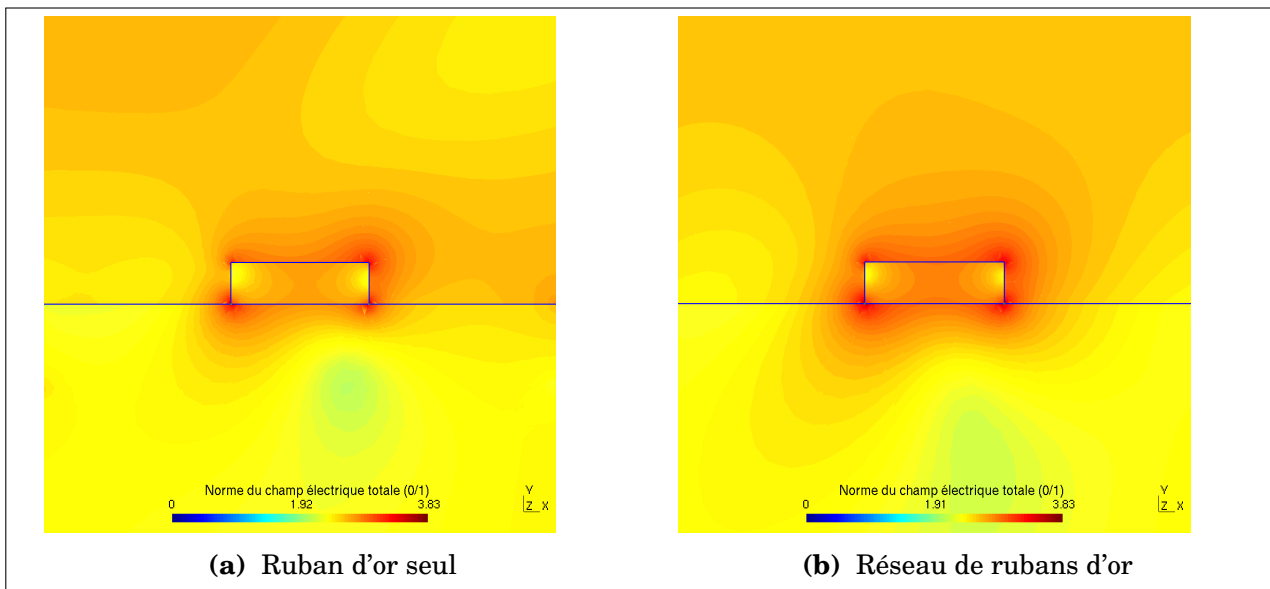 Norme du champ électrique totale (0/1)
0 1.92 3.83
Y
Z X
(a) Ruban d'or seul
Norme du champ électrique totale (0/1)
0 1.91 3.83
Y
Z X
(b) Réseau de rubans d'or